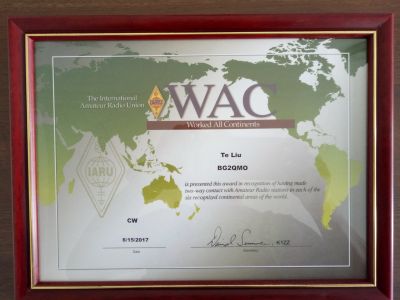 The International
Amateur Radio Union
IARU
WAC
Worked All Continents
Te Liu
BG2QMO
is presented this award in recognition of having made
two-way contact with Amateur Radio stations in each of the
six recognized continental areas of the world.
IARU
CW
5/15/2017
K1ZZ
Date
Secretary